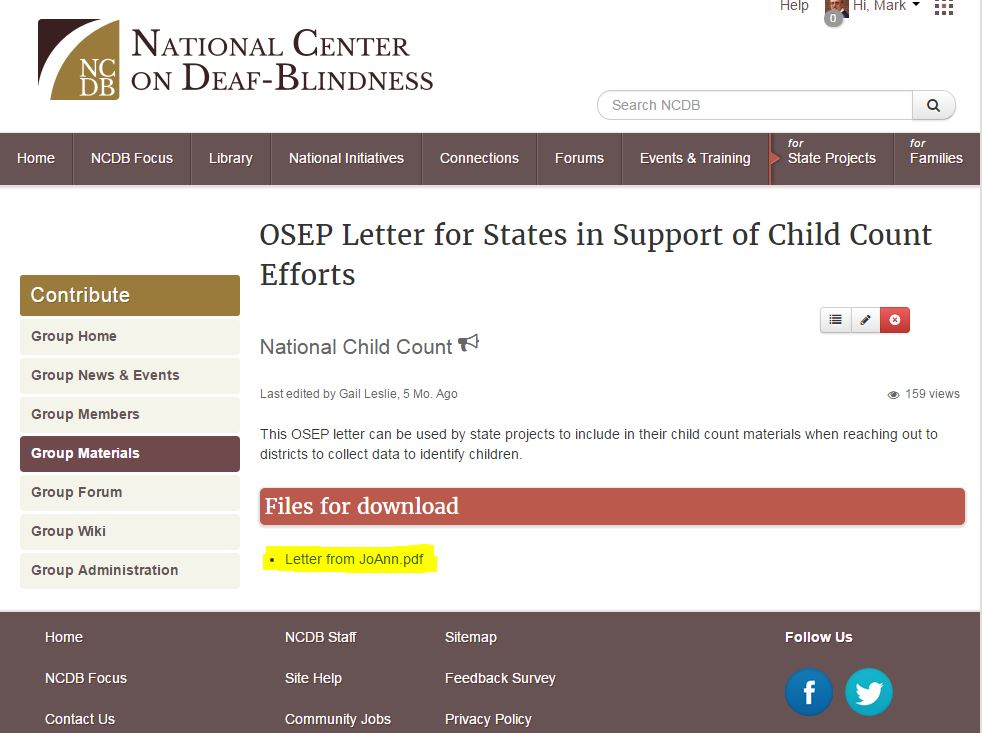 Help
0
Hi, Mark
NC
DB
National Center
on Deaf-Blindness
Search NCDB
Home
NCDB Focus
Library
National Initiatives
Connections
Forums
Events & Training
for
State Projects
for
Families
OSEP Letter for States in Support of Child Count
Efforts
Contribute
Group Home
Group News & Events
Group Members
Group Materials
Group Forum
Group Wiki
Group Administration
National Child Count
Last edited by Gail Leslie, 5 Mo. Ago
159 views
This OSEP letter can be used by state projects to include in their child count materials when reaching out to
districts to collect data to identify children.
Files for download
• Letter from JoAnn.pdf
Home
NCDB Staff
Sitemap
Follow Us
NCDB Focus
Site Help
Feedback Survey
f
Contact Us
Community Jobs
Privacy Policy